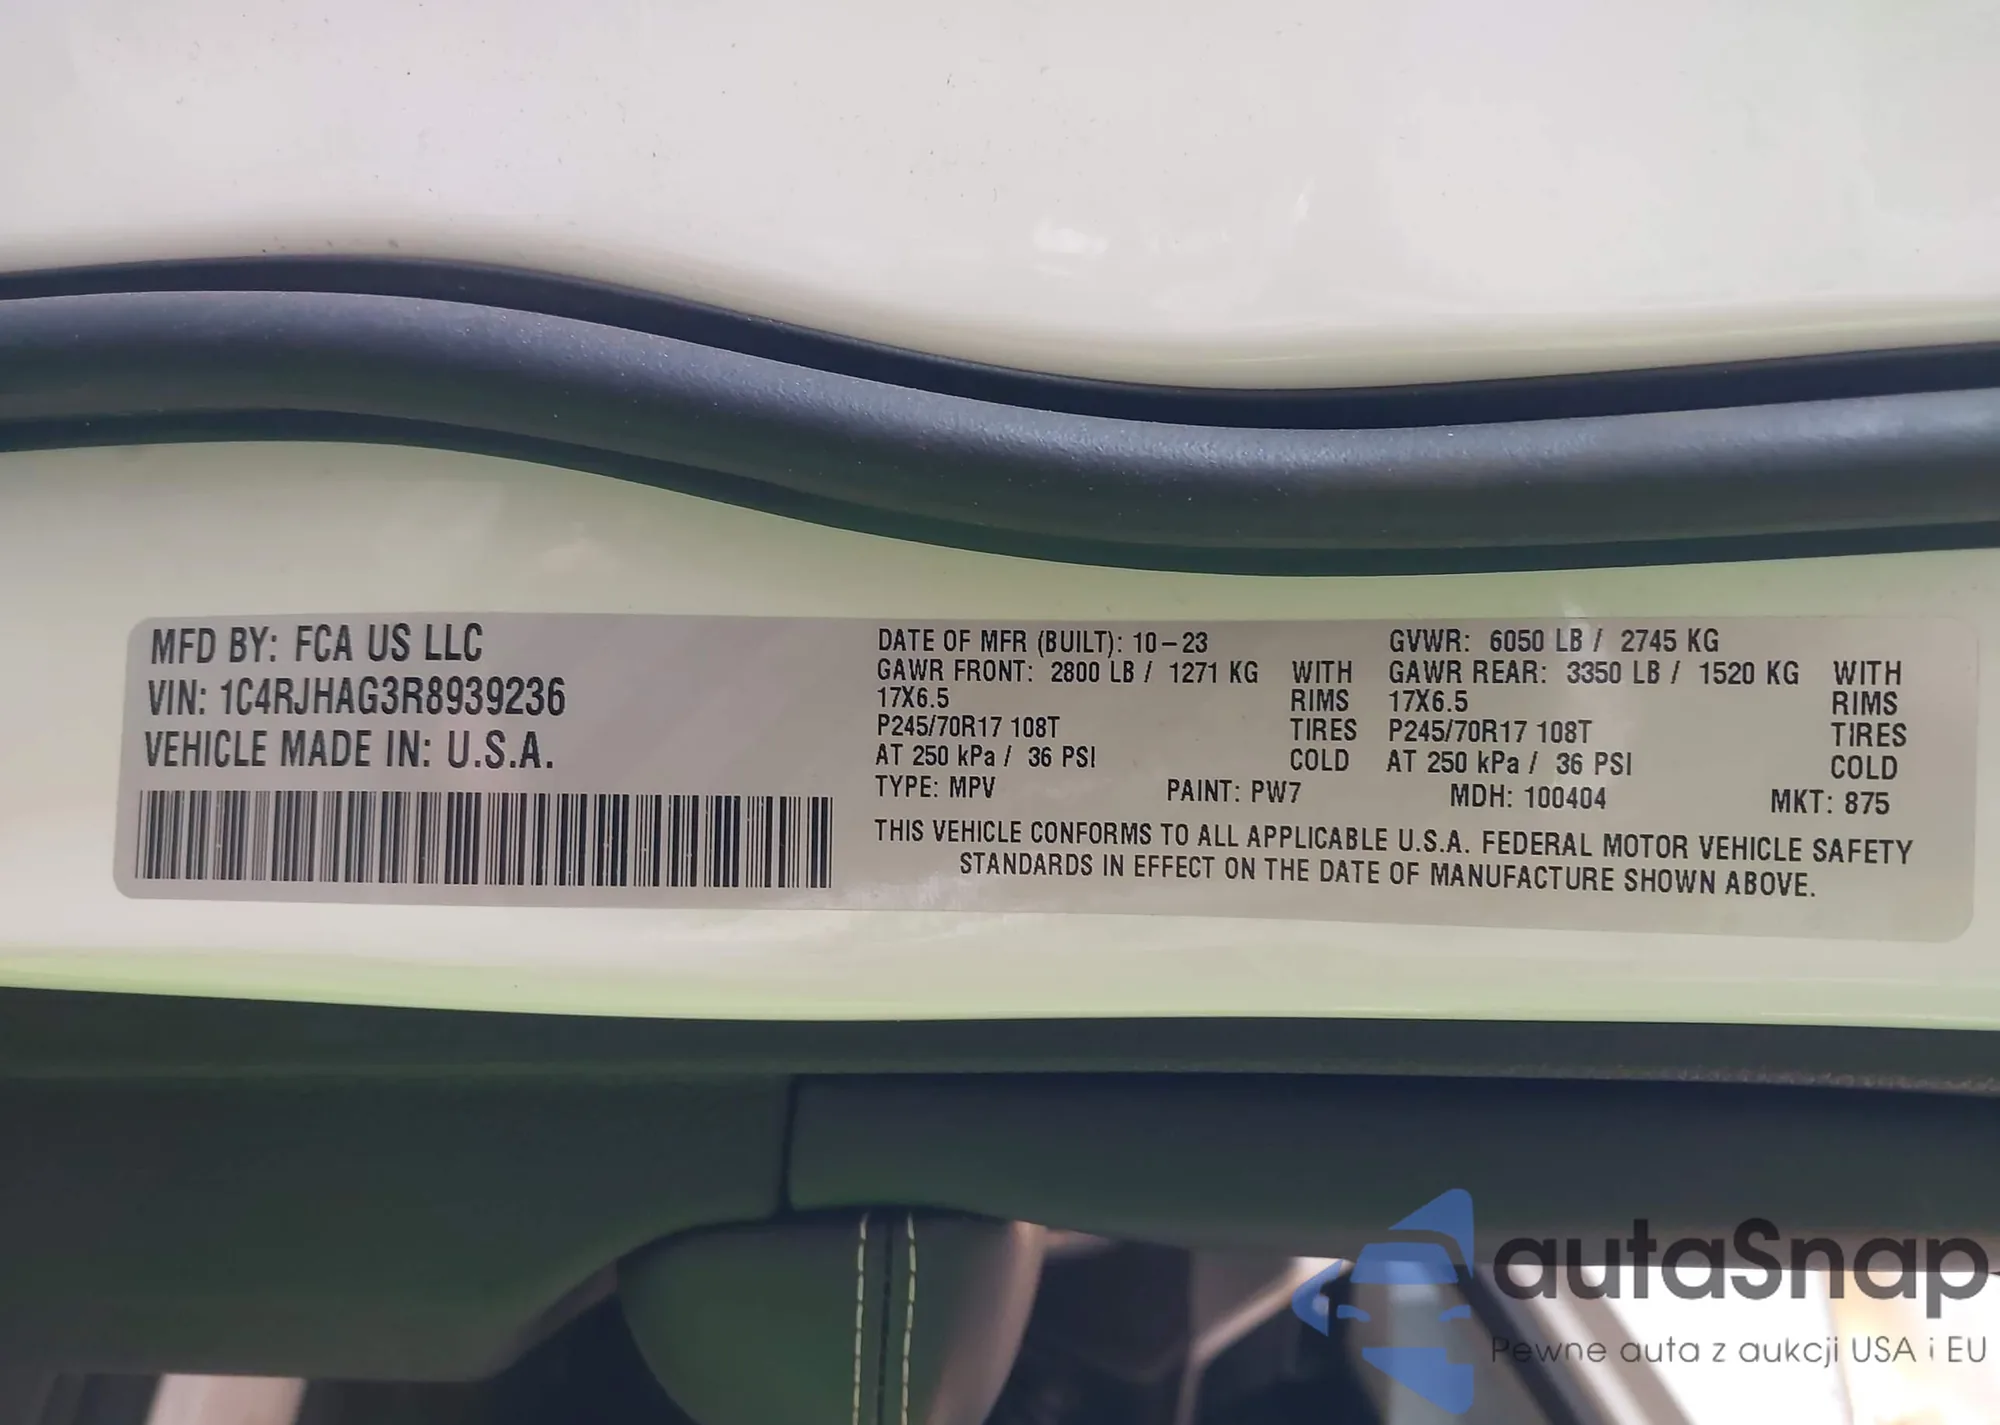 MFD BY: FCA US LLC
VIN: 1C4RJHAG3R8939236
VEHICLE MADE IN: U.S.A.
DATE OF MFR (BUILT): 10-23 GVWR: 6050 LB / 2745 KG
GAWR FRONT: 2800 LB / 1271 KG WITH GAWR REAR: 3350 LB / 1520 KG WITH
17X6.5 RIMS 17X6.5 RIMS
P245/70R17 108T TIRES P245/70R17 108T TIRES
AT 250 kPa / 36 PSI COLD AT 250 kPa / 36 PSI COLD
TYPE: MPV PAINT: PW7 MDH: 100404 MKT: 875
THIS VEHICLE CONFORMS TO ALL APPLICABLE U.S.A. FEDERAL MOTOR VEHICLE SAFETY
STANDARDS IN EFFECT ON THE DATE OF MANUFACTURE SHOWN ABOVE.
autaSnap
Pewne auta z aukcji USA i EU